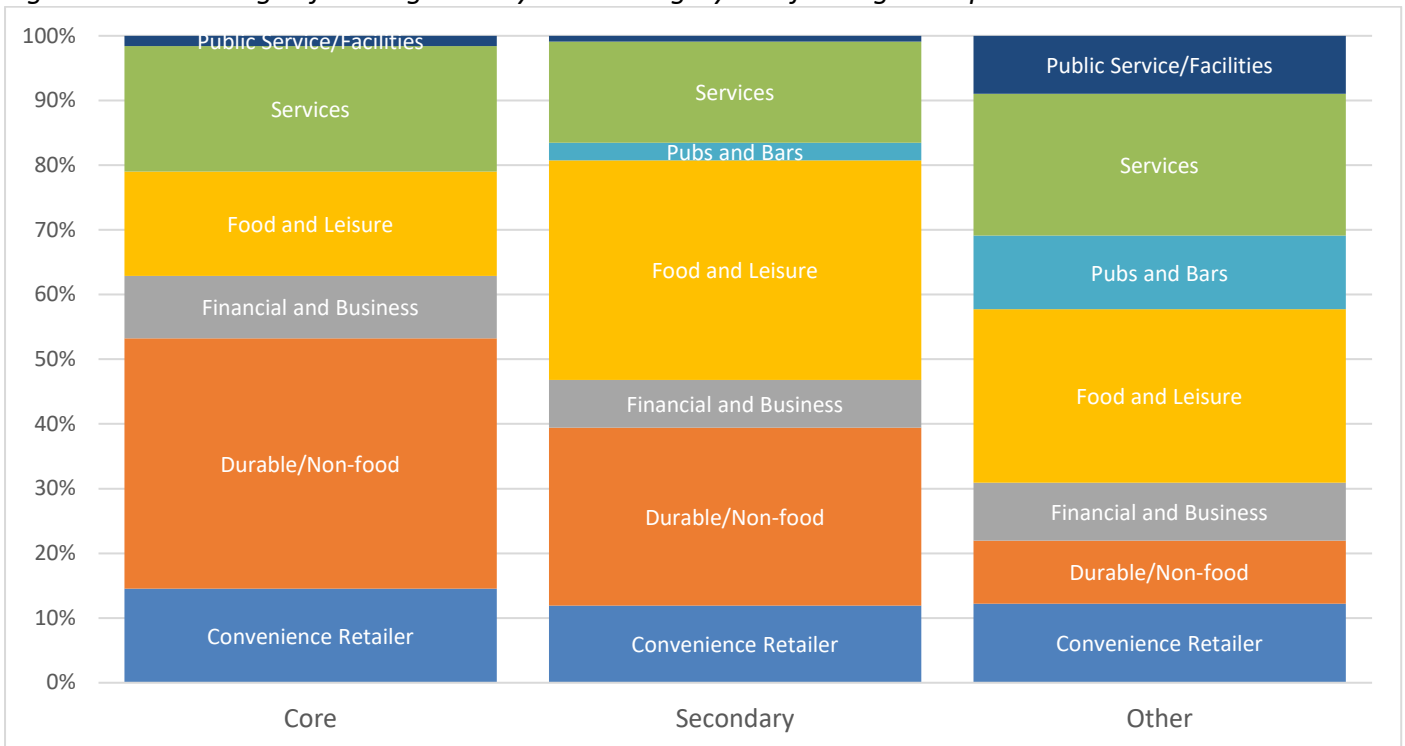 100%
90%
80%
70%
60%
50%
40%
30%
20%
10%
0%
Public Service/Facilities
Services
Food and Leisure
Financial and Business
Durable/Non-food
Convenience Retailer
Core
Services
Pubs and Bars
Food and Leisure
Financial and Business
Durable/Non-food
Convenience Retailer
Secondary
Public Service/Facilities
Services
Pubs and Bars
Food and Leisure
Financial and Business
Durable/Non-food
Convenience Retailer
Other